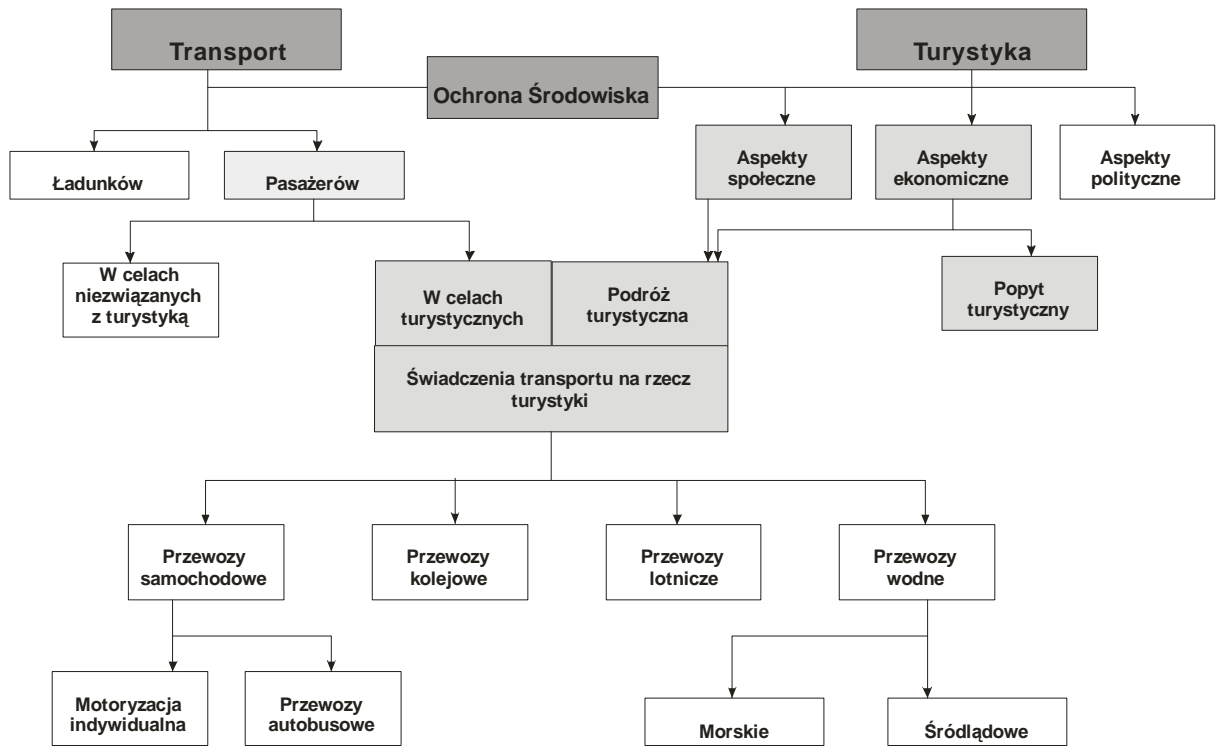 Transport
Turystyka
Ochrona Środowiska
Ładunków
Pasażerów
Aspekty
społeczne
Aspekty
ekonomiczne
Aspekty
polityczne
W celach
niezwiązanych
z turystyką
W celach
turystycznych
Podróż
turystyczna
Popyt
turystyczny
Świadczenia transportu na rzecz
turystyki
Przewozy
samochodowe
Przewozy
kolejowe
Przewozy
lotnicze
Przewozy
wodne
Motoryzacja
indywidualna
Przewozy
autobusowe
Morskie
Śródlądowe